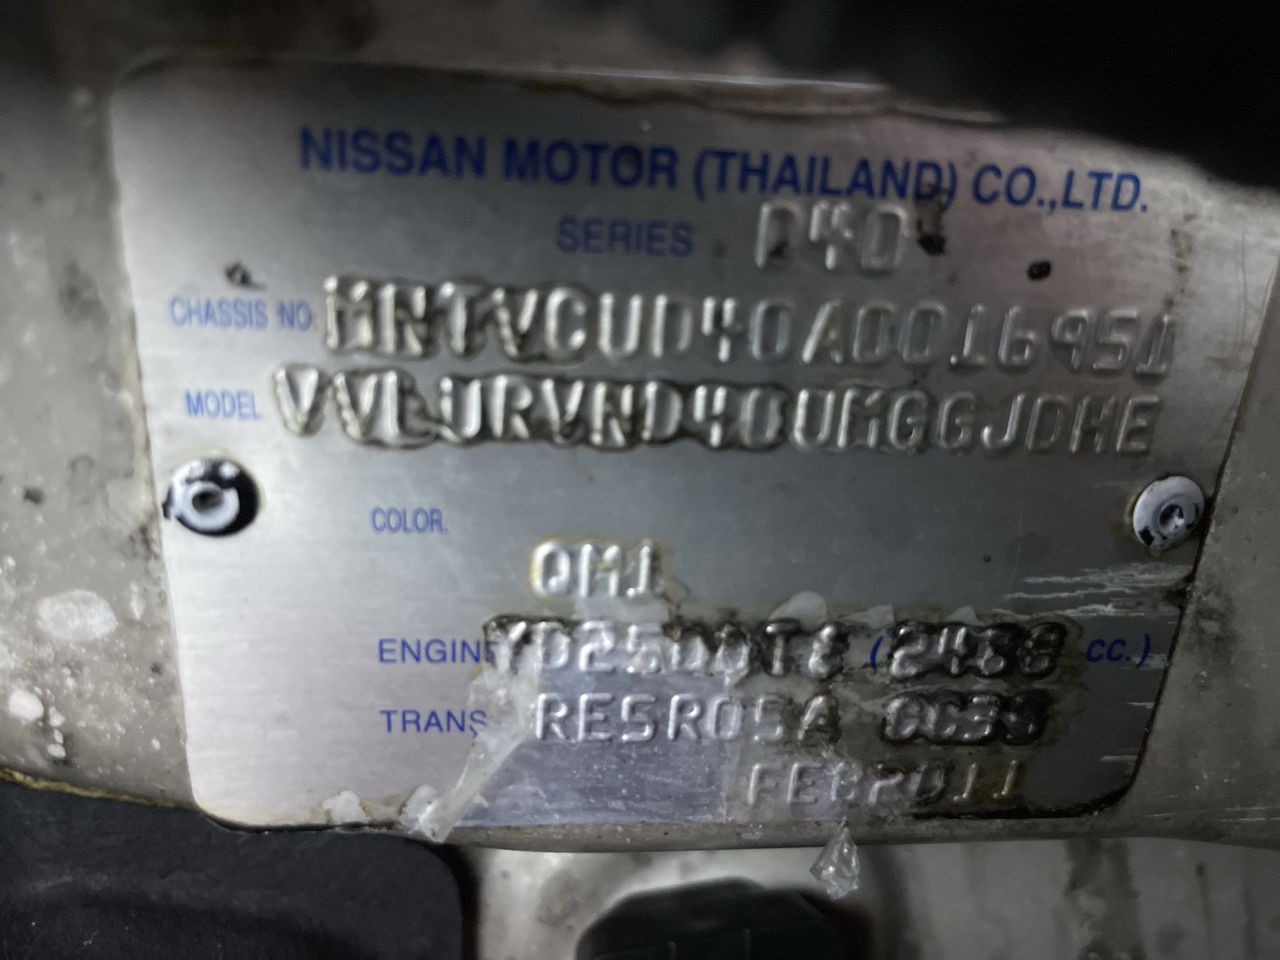 NISSAN MOTOR (THAILAND) CO.,LTD.
SERIES D40
CHASSIS NO. MNTVCUD40A0016951
MODEL VVLURVND40UMGGJDHE
COLOR.
QM1
ENGINE YD25DDTI (2488 cc.)
TRANS RE5R05A
FEB2011